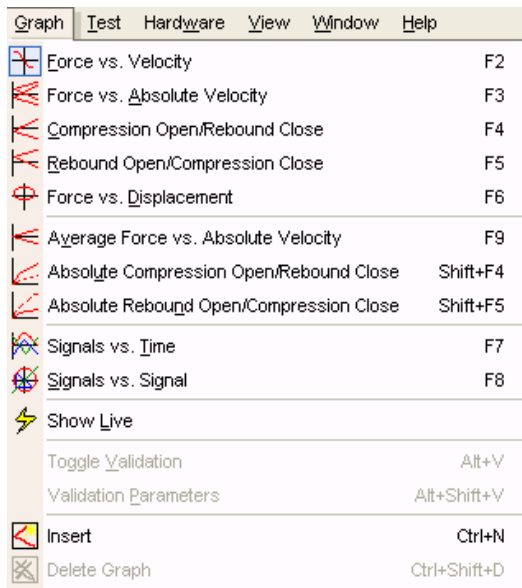 Graph Test Hardware View Window Help
Force vs. Velocity F2
Force vs. Absolute Velocity F3
Compression Open/Rebound Close F4
Rebound Open/Compression Close F5
Force vs. Displacement F6
Average Force vs. Absolute Velocity F9
Absolute Compression Open/Rebound Close Shift+F4
Absolute Rebound Open/Compression Close Shift+F5
Signals vs. Time F7
Signals vs. Signal F8
Show Live
Toggle Validation Alt+V
Validation Parameters Alt+Shift+V
Insert Ctrl+N
Delete Graph Ctrl+Shift+D